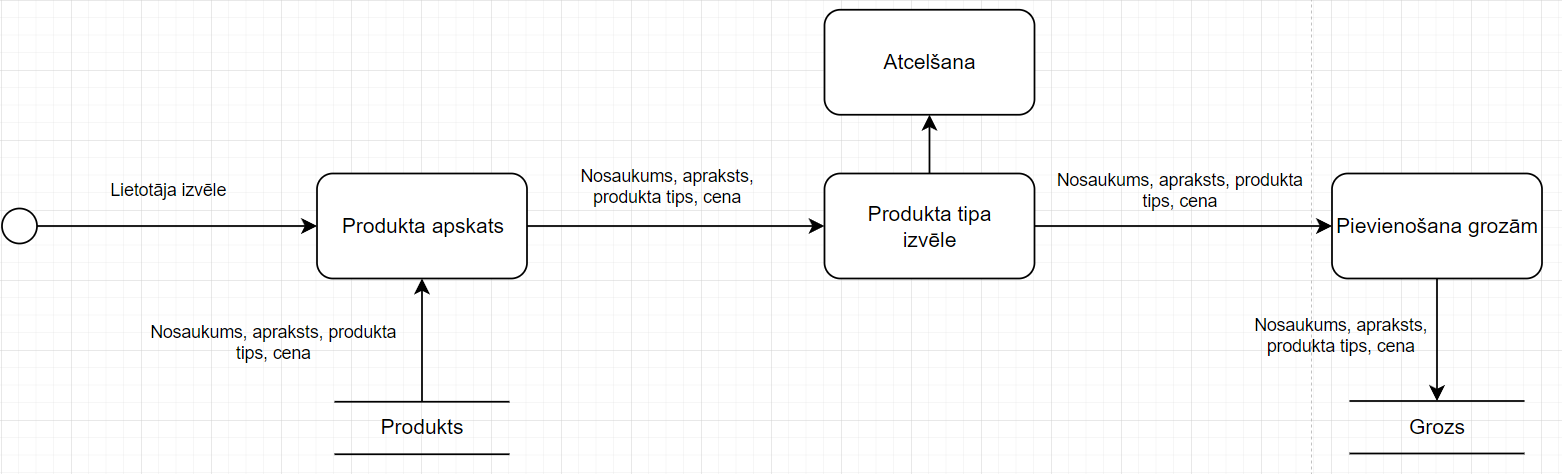 Atcelšana
Lietotāja izvēle
Nosaukums, apraksts,
produkta tips, cena
Nosaukums, apraksts, produkta
tips, cena
Produkta apskats
Produkta tipa
izvēle
Pievienošana grozām
Nosaukums, apraksts, produkta
tips, cena
Nosaukums, apraksts,
produkta tips, cena
Produkts
Grozs